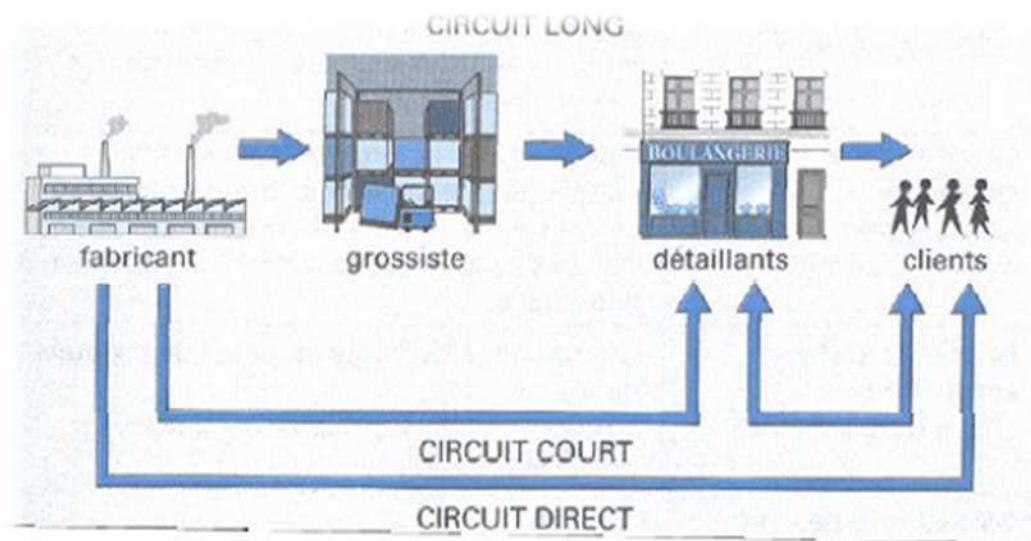 CIRCUIT LONG
BOULANGERIE
fabricant grossiste détaillants clients
CIRCUIT COURT
CIRCUIT DIRECT